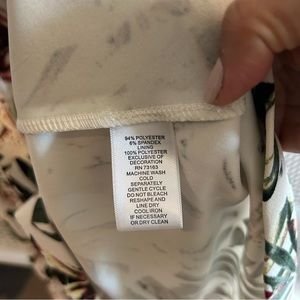 94% POLYESTER
6% SPANDEX
LINING
100% POLYESTER
EXCLUSIVE OF
DECORATION
RN 73163
MACHINE WASH
COLD
SEPARATELY
GENTLE CYCLE
DO NOT BLEACH
RESHAPE AND
LINE DRY
COOL IRON
IF NECESSARY
OR DRY CLEAN